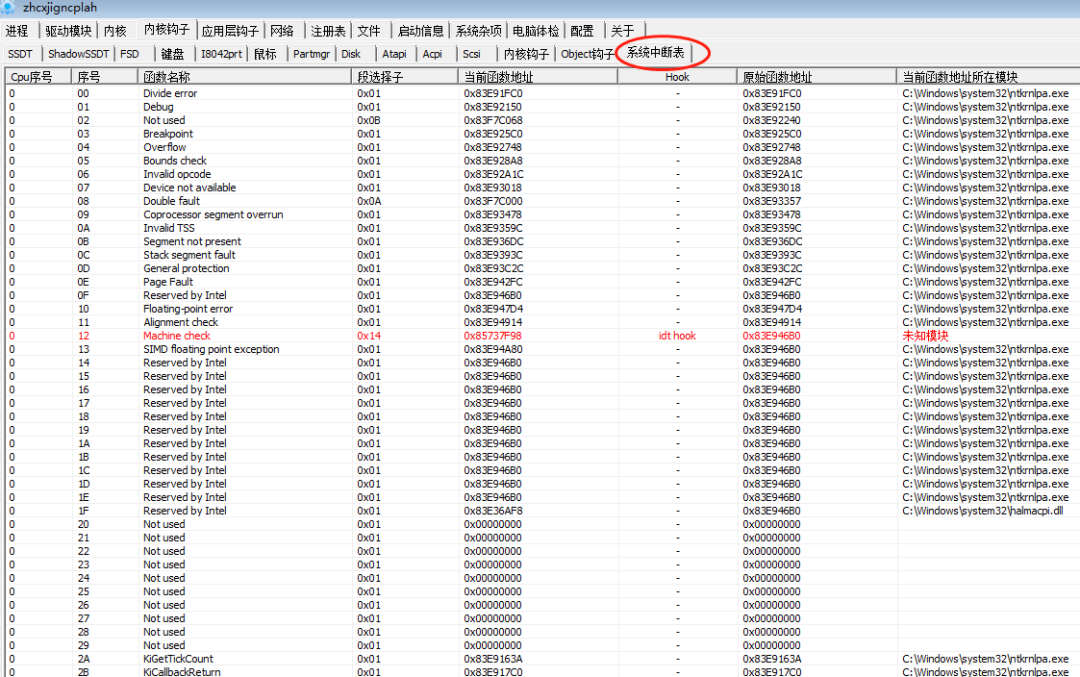 zhcxjigncplah
进程 驱动模块 内核 内核钩子 应用层钩子 网络 注册表 文件 启动信息 系统杂项 电脑体检 配置 关于
SSDT ShadowSSDT FSD 键盘 I8042prt 鼠标 Partmgr Disk Atapi Acpi Scsi 内核钩子 Object钩子 系统中断表
Cpu序号 序号 函数名称 段选择子 当前函数地址 Hook 原始函数地址 当前函数地址所在模块
0 00 Divide error 0x01 0x83E91FC0 - 0x83E91FC0 C:\Windows\system32\ntkrnlpa.exe
0 01 Debug 0x01 0x83E92150 - 0x83E92150 C:\Windows\system32\ntkrnlpa.exe
0 02 Not used 0x0B 0x83F7C068 - 0x83E92240 C:\Windows\system32\ntkrnlpa.exe
0 03 Breakpoint 0x01 0x83E925C0 - 0x83E925C0 C:\Windows\system32\ntkrnlpa.exe
0 04 Overflow 0x01 0x83E92748 - 0x83E92748 C:\Windows\system32\ntkrnlpa.exe
0 05 Bounds check 0x01 0x83E928A8 - 0x83E928A8 C:\Windows\system32\ntkrnlpa.exe
0 06 Invalid opcode 0x01 0x83E92A1C - 0x83E92A1C C:\Windows\system32\ntkrnlpa.exe
0 07 Device not available 0x01 0x83E93018 - 0x83E93018 C:\Windows\system32\ntkrnlpa.exe
0 08 Double fault 0x0A 0x83F7C000 - 0x83E93357 C:\Windows\system32\ntkrnlpa.exe
0 09 Coprocessor segment overrun 0x01 0x83E93478 - 0x83E93478 C:\Windows\system32\ntkrnlpa.exe
0 0A Invalid TSS 0x01 0x83E9359C - 0x83E9359C C:\Windows\system32\ntkrnlpa.exe
0 0B Segment not present 0x01 0x83E936DC - 0x83E936DC C:\Windows\system32\ntkrnlpa.exe
0 0C Stack segment fault 0x01 0x83E9393C - 0x83E9393C C:\Windows\system32\ntkrnlpa.exe
0 0D General protection 0x01 0x83E93C2C - 0x83E93C2C C:\Windows\system32\ntkrnlpa.exe
0 0E Page Fault 0x01 0x83E942FC - 0x83E942FC C:\Windows\system32\ntkrnlpa.exe
0 0F Reserved by Intel 0x01 0x83E946B0 - 0x83E946B0 C:\Windows\system32\ntkrnlpa.exe
0 10 Floating-point error 0x01 0x83E947D4 - 0x83E947D4 C:\Windows\system32\ntkrnlpa.exe
0 11 Alignment check 0x01 0x83E94914 - 0x83E94914 C:\Windows\system32\ntkrnlpa.exe
0 12 Machine check 0x14 0x85737F98 idt hook 0x83E946B0 未知模块
0 13 SIMD floating point exception 0x01 0x83E94A80 - 0x83E946B0 C:\Windows\system32\ntkrnlpa.exe
0 14 Reserved by Intel 0x01 0x83E946B0 - 0x83E946B0 C:\Windows\system32\ntkrnlpa.exe
0 15 Reserved by Intel 0x01 0x83E946B0 - 0x83E946B0 C:\Windows\system32\ntkrnlpa.exe
0 16 Reserved by Intel 0x01 0x83E946B0 - 0x83E946B0 C:\Windows\system32\ntkrnlpa.exe
0 17 Reserved by Intel 0x01 0x83E946B0 - 0x83E946B0 C:\Windows\system32\ntkrnlpa.exe
0 18 Reserved by Intel 0x01 0x83E946B0 - 0x83E946B0 C:\Windows\system32\ntkrnlpa.exe
0 19 Reserved by Intel 0x01 0x83E946B0 - 0x83E946B0 C:\Windows\system32\ntkrnlpa.exe
0 1A Reserved by Intel 0x01 0x83E946B0 - 0x83E946B0 C:\Windows\system32\ntkrnlpa.exe
0 1B Reserved by Intel 0x01 0x83E946B0 - 0x83E946B0 C:\Windows\system32\ntkrnlpa.exe
0 1C Reserved by Intel 0x01 0x83E946B0 - 0x83E946B0 C:\Windows\system32\ntkrnlpa.exe
0 1D Reserved by Intel 0x01 0x83E946B0 - 0x83E946B0 C:\Windows\system32\ntkrnlpa.exe
0 1E Reserved by Intel 0x01 0x83E946B0 - 0x83E946B0 C:\Windows\system32\ntkrnlpa.exe
0 1F Reserved by Intel 0x01 0x83E36AF8 - 0x83E946B0 C:\Windows\system32\halmacpi.dll
0 20 Not used 0x01 0x00000000 - 0x00000000
0 21 Not used 0x01 0x00000000 - 0x00000000
0 22 Not used 0x01 0x00000000 - 0x00000000
0 23 Not used 0x01 0x00000000 - 0x00000000
0 24 Not used 0x01 0x00000000 - 0x00000000
0 25 Not used 0x01 0x00000000 - 0x00000000
0 26 Not used 0x01 0x00000000 - 0x00000000
0 27 Not used 0x01 0x00000000 - 0x00000000
0 28 Not used 0x01 0x00000000 - 0x00000000
0 29 Not used 0x01 0x00000000 - 0x00000000
0 2A KiGetTickCount 0x01 0x83E9163A - 0x83E9163A C:\Windows\system32\ntkrnlpa.exe
0 2B KiCallbackReturn 0x01 0x83E917C0 - 0x83E917C0 C:\Windows\system32\ntkrnlpa.exe